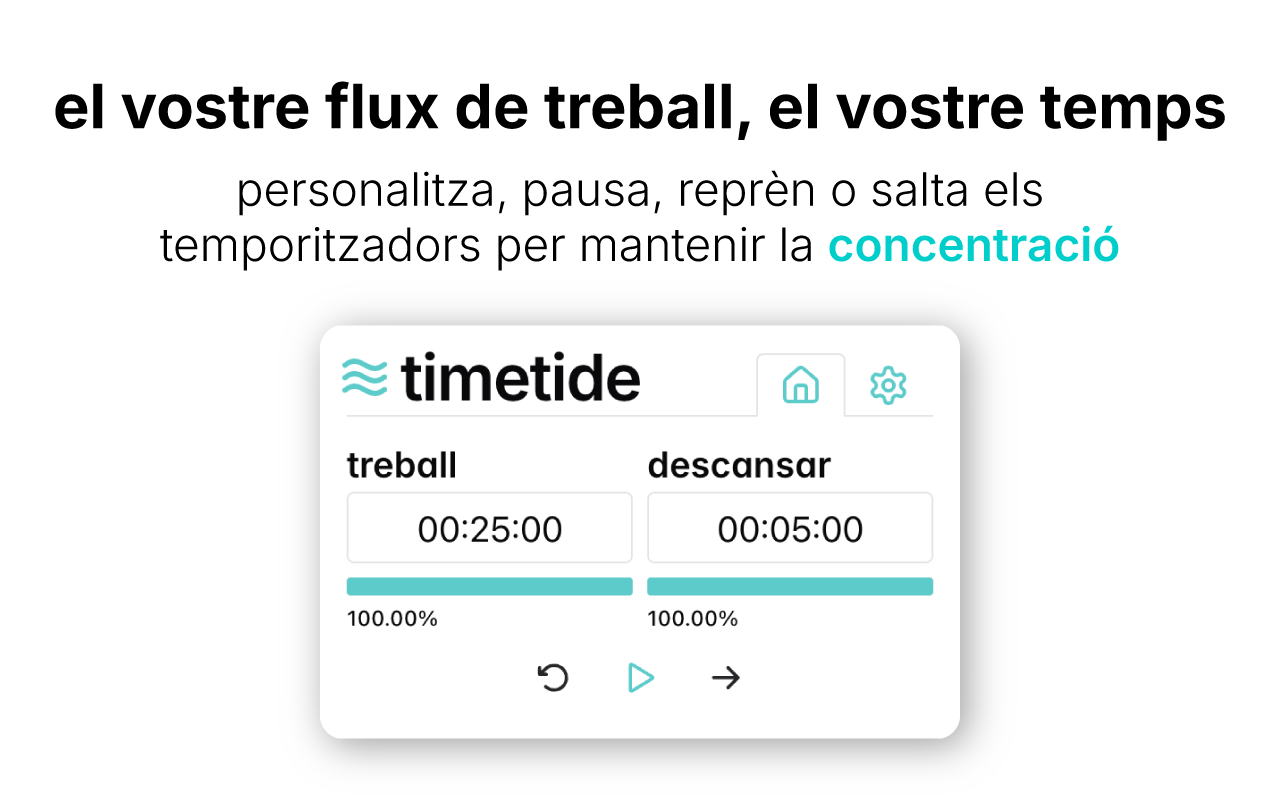 el vostre flux de treball, el vostre temps
personalitza, pausa, reprèn o salta els
temporitzadors per mantenir la concentració
timetide
treball
descansar
00:25:00
00:05:00
100.00%
100.00%